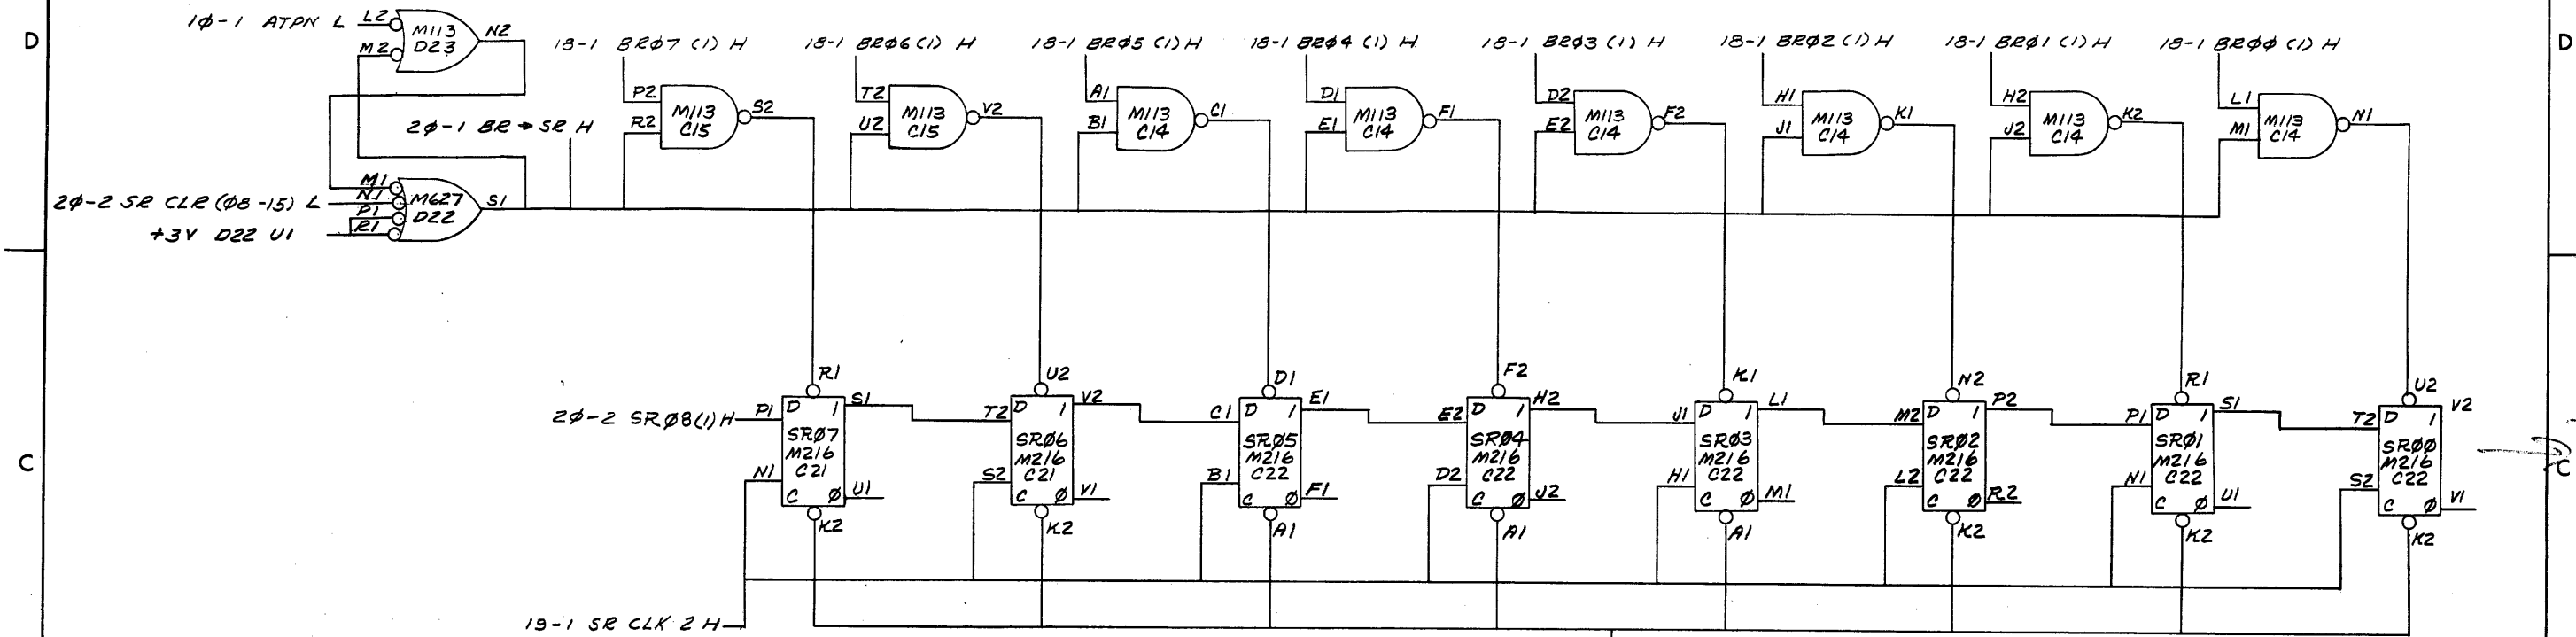 10-1 ATPN L
L2
M2
M113
D23
N2
D
D
18-1 BRØ7 (1) H
18-1 BRØ6 (1) H
18-1 BRØ5 (1) H
18-1 BRØ4 (1) H
18-1 BRØ3 (1) H
18-1 BRØ2 (1) H
18-1 BRØ1 (1) H
18-1 BRØØ (1) H
P2
R2
M113
C15
S2
T2
U2
M113
C15
V2
A1
B1
M113
C14
C1
D1
E1
M113
C14
F1
D2
E2
M113
C14
F2
H1
J1
M113
C14
K1
H2
J2
M113
C14
K2
L1
M1
M113
C14
N1
2Ø-1 BR → SR H
2Ø-2 SR CLR (Ø8-15) L
+3V D22 U1
M1
N1
P1
R1
M627
D22
S1
2Ø-2 SRØ8(1)H
P1
N1
R1
D 1
SRØ7
M216
C21
C Ø
S1
U1
K2
T2
S2
U2
D 1
SRØ6
M216
C21
C Ø
V2
V1
K2
C1
B1
D1
D 1
SRØ5
M216
C22
C Ø
E1
F1
A1
E2
D2
F2
D 1
SRØ4
M216
C22
C Ø
H2
J2
A1
J1
H1
K1
D 1
SRØ3
M216
C22
C Ø
L1
M1
A1
M2
L2
N2
D 1
SRØ2
M216
C22
C Ø
P2
R2
K2
P1
N1
R1
D 1
SRØ1
M216
C22
C Ø
S1
U1
K2
T2
S2
U2
D 1
SRØØ
M216
C22
C Ø
V2
V1
K2
C
C
19-1 SR CLK 2 H